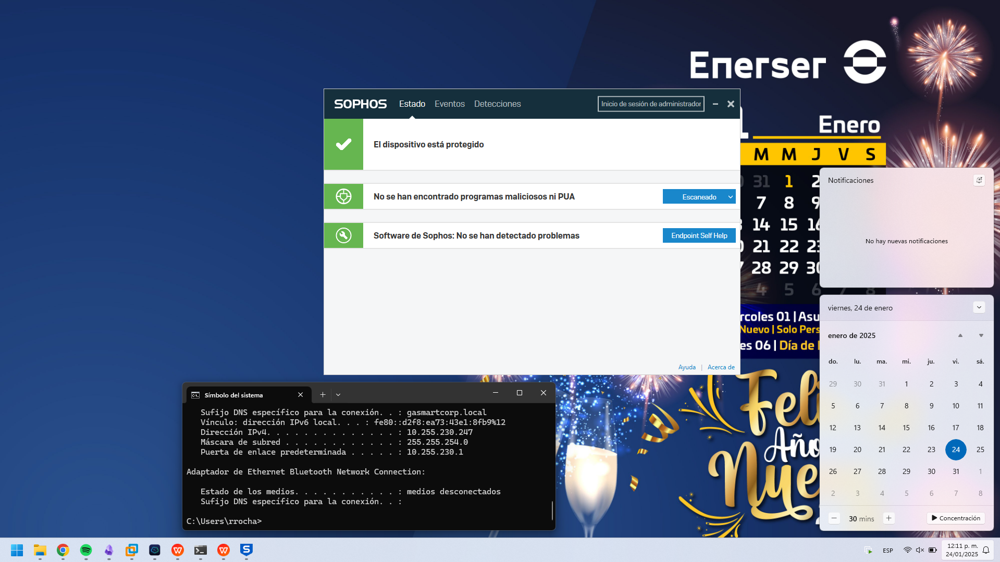 Enerser
Enero
M M J V S
31 1 2
7 8 9
14 15 16
21 22 23
28 29 30
4 5 6 7 8
rcoles 01 | Asu
Nuevo | Solo Pers
es 06 | Día de
Feli
Año
Nue
SOPHOS Estado Eventos Detecciones Inicio de sesión de administrador
El dispositivo está protegido
No se han encontrado programas maliciosos ni PUA Escaneado
Software de Sophos: No se han detectado problemas Endpoint Self Help
Ayuda | Acerca de
Símbolo del sistema
Sufijo DNS específico para la conexión. . : gasmartcorp.local
Vínculo: dirección IPv6 local. . . : fe80::d2f8:ea73:43e1:8fb9%12
Dirección IPv4. . . . . . . . . . . . . . : 10.255.230.247
Máscara de subred . . . . . . . . . . . . : 255.255.254.0
Puerta de enlace predeterminada . . . . . : 10.255.230.1
Adaptador de Ethernet Bluetooth Network Connection:
Estado de los medios. . . . . . . . . . . : medios desconectados
Sufijo DNS específico para la conexión. . :
C:\Users\rrocha>
Notificaciones
No hay nuevas notificaciones
viernes, 24 de enero
enero de 2025
do. lu. ma. mi. ju. vi. sá.
29 30 31 1 2 3 4
5 6 7 8 9 10 11
12 13 14 15 16 17 18
19 20 21 22 23 24 25
26 27 28 29 30 31 1
2 3 4 5 6 7 8
30 mins Concentración
ESP
12:11 p. m.
24/01/2025